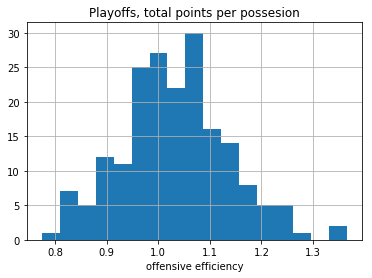 Playoffs, total points per possesion
30
25
20
15
10
5
0
0.8 0.9 1.0 1.1 1.2 1.3
offensive efficiency